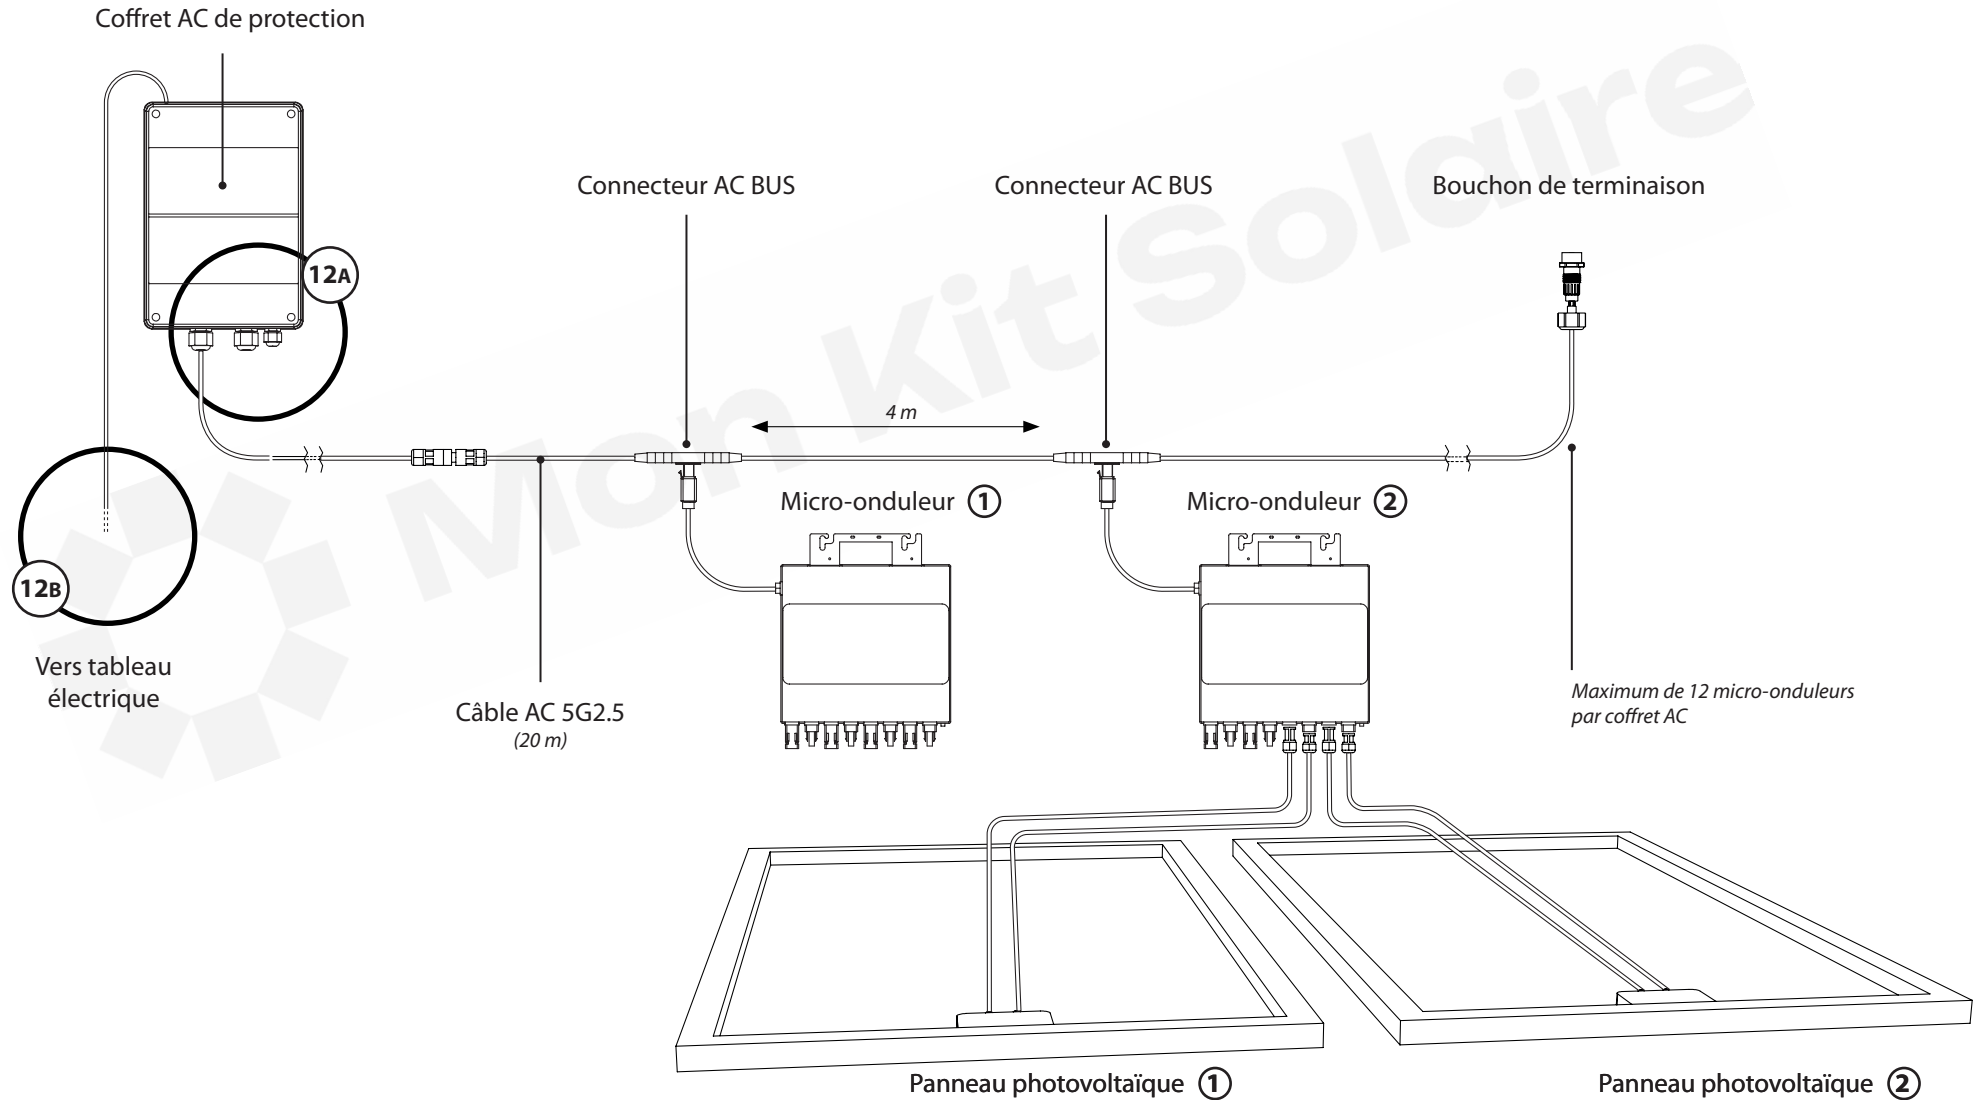 Coffret AC de protection
Connecteur AC BUS
Connecteur AC BUS
Bouchon de terminaison
12A
4 m
Micro-onduleur 1
Micro-onduleur 2
12B
Vers tableau
électrique
Câble AC 5G2.5
(20 m)
Maximum de 12 micro-onduleurs
par coffret AC
Panneau photovoltaïque 1
Panneau photovoltaïque 2
Mon Kit Solaire